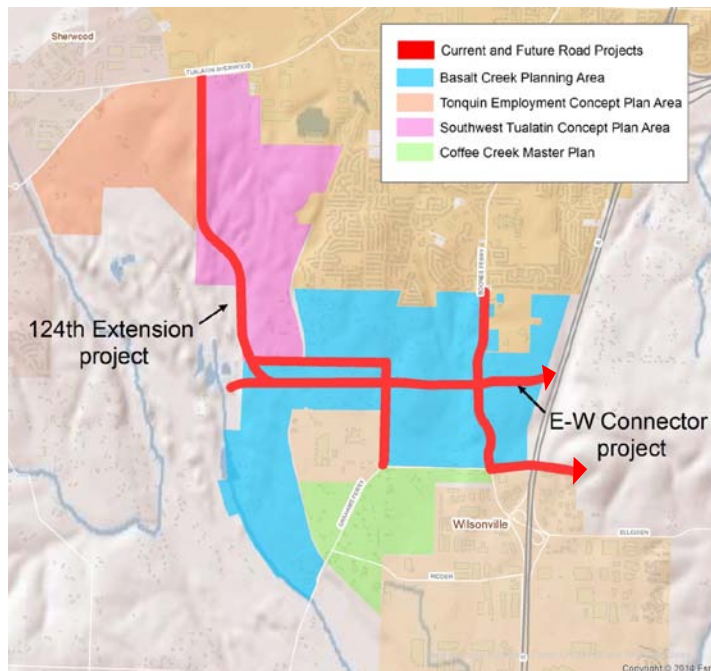 Sherwood
TUALATIN SHERWOOD
Current and Future Road Projects
Basalt Creek Planning Area
Tonquin Employment Concept Plan Area
Southwest Tualatin Concept Plan Area
Coffee Creek Master Plan
BOONES FERRY
124th Extension
project
E-W Connector
project
GRAHAMS FERRY
Wilsonville
ELLIGSEN
RIDDER
Copyright © 2014 Esri